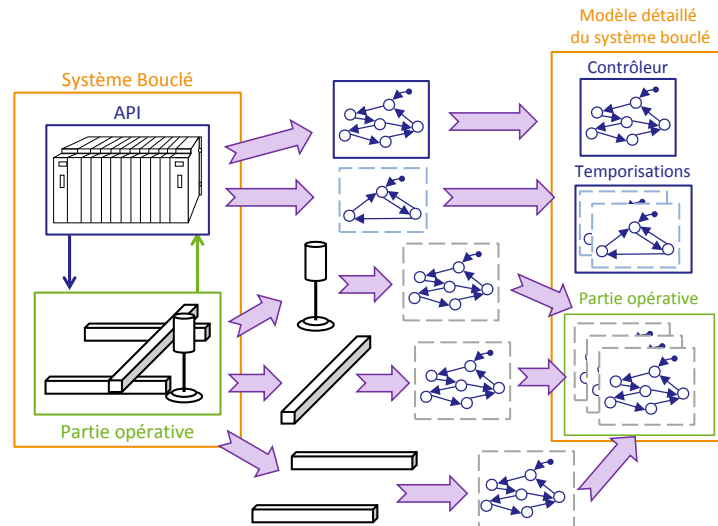 Modèle détaillé
du système bouclé
Système Bouclé
API
Contrôleur
Temporisations
Partie opérative
Partie opérative